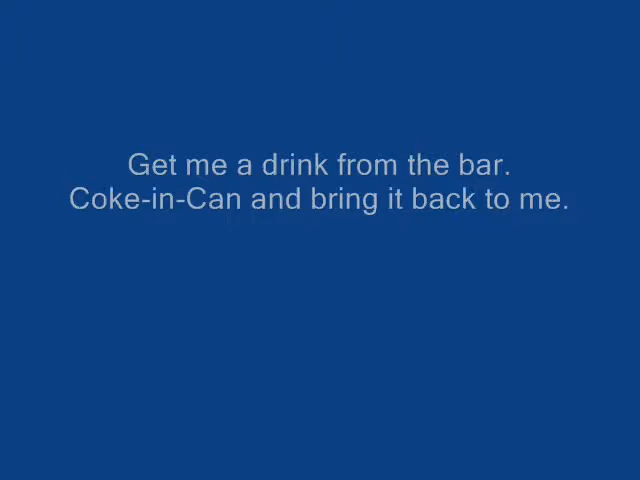 Get me a drink from the bar.
Coke-in-Can and bring it back to me.